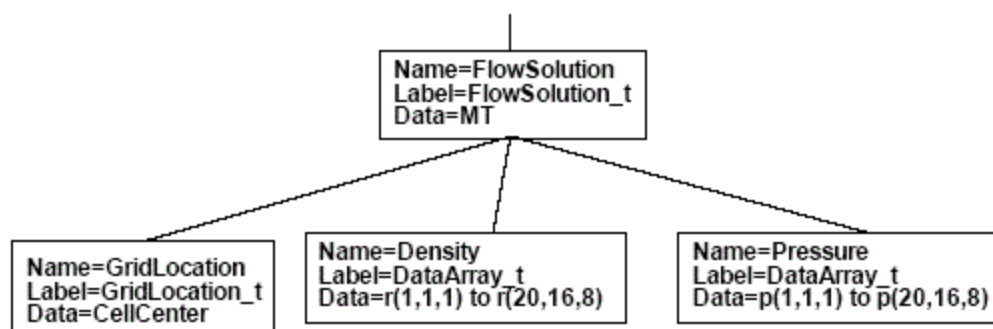 Name=FlowSolution
Label=FlowSolution_t
Data=MT
Name=GridLocation
Label=GridLocation_t
Data=CellCenter
Name=Density
Label=DataArray_t
Data=r(1,1,1) to r(20,16,8)
Name=Pressure
Label=DataArray_t
Data=p(1,1,1) to p(20,16,8)